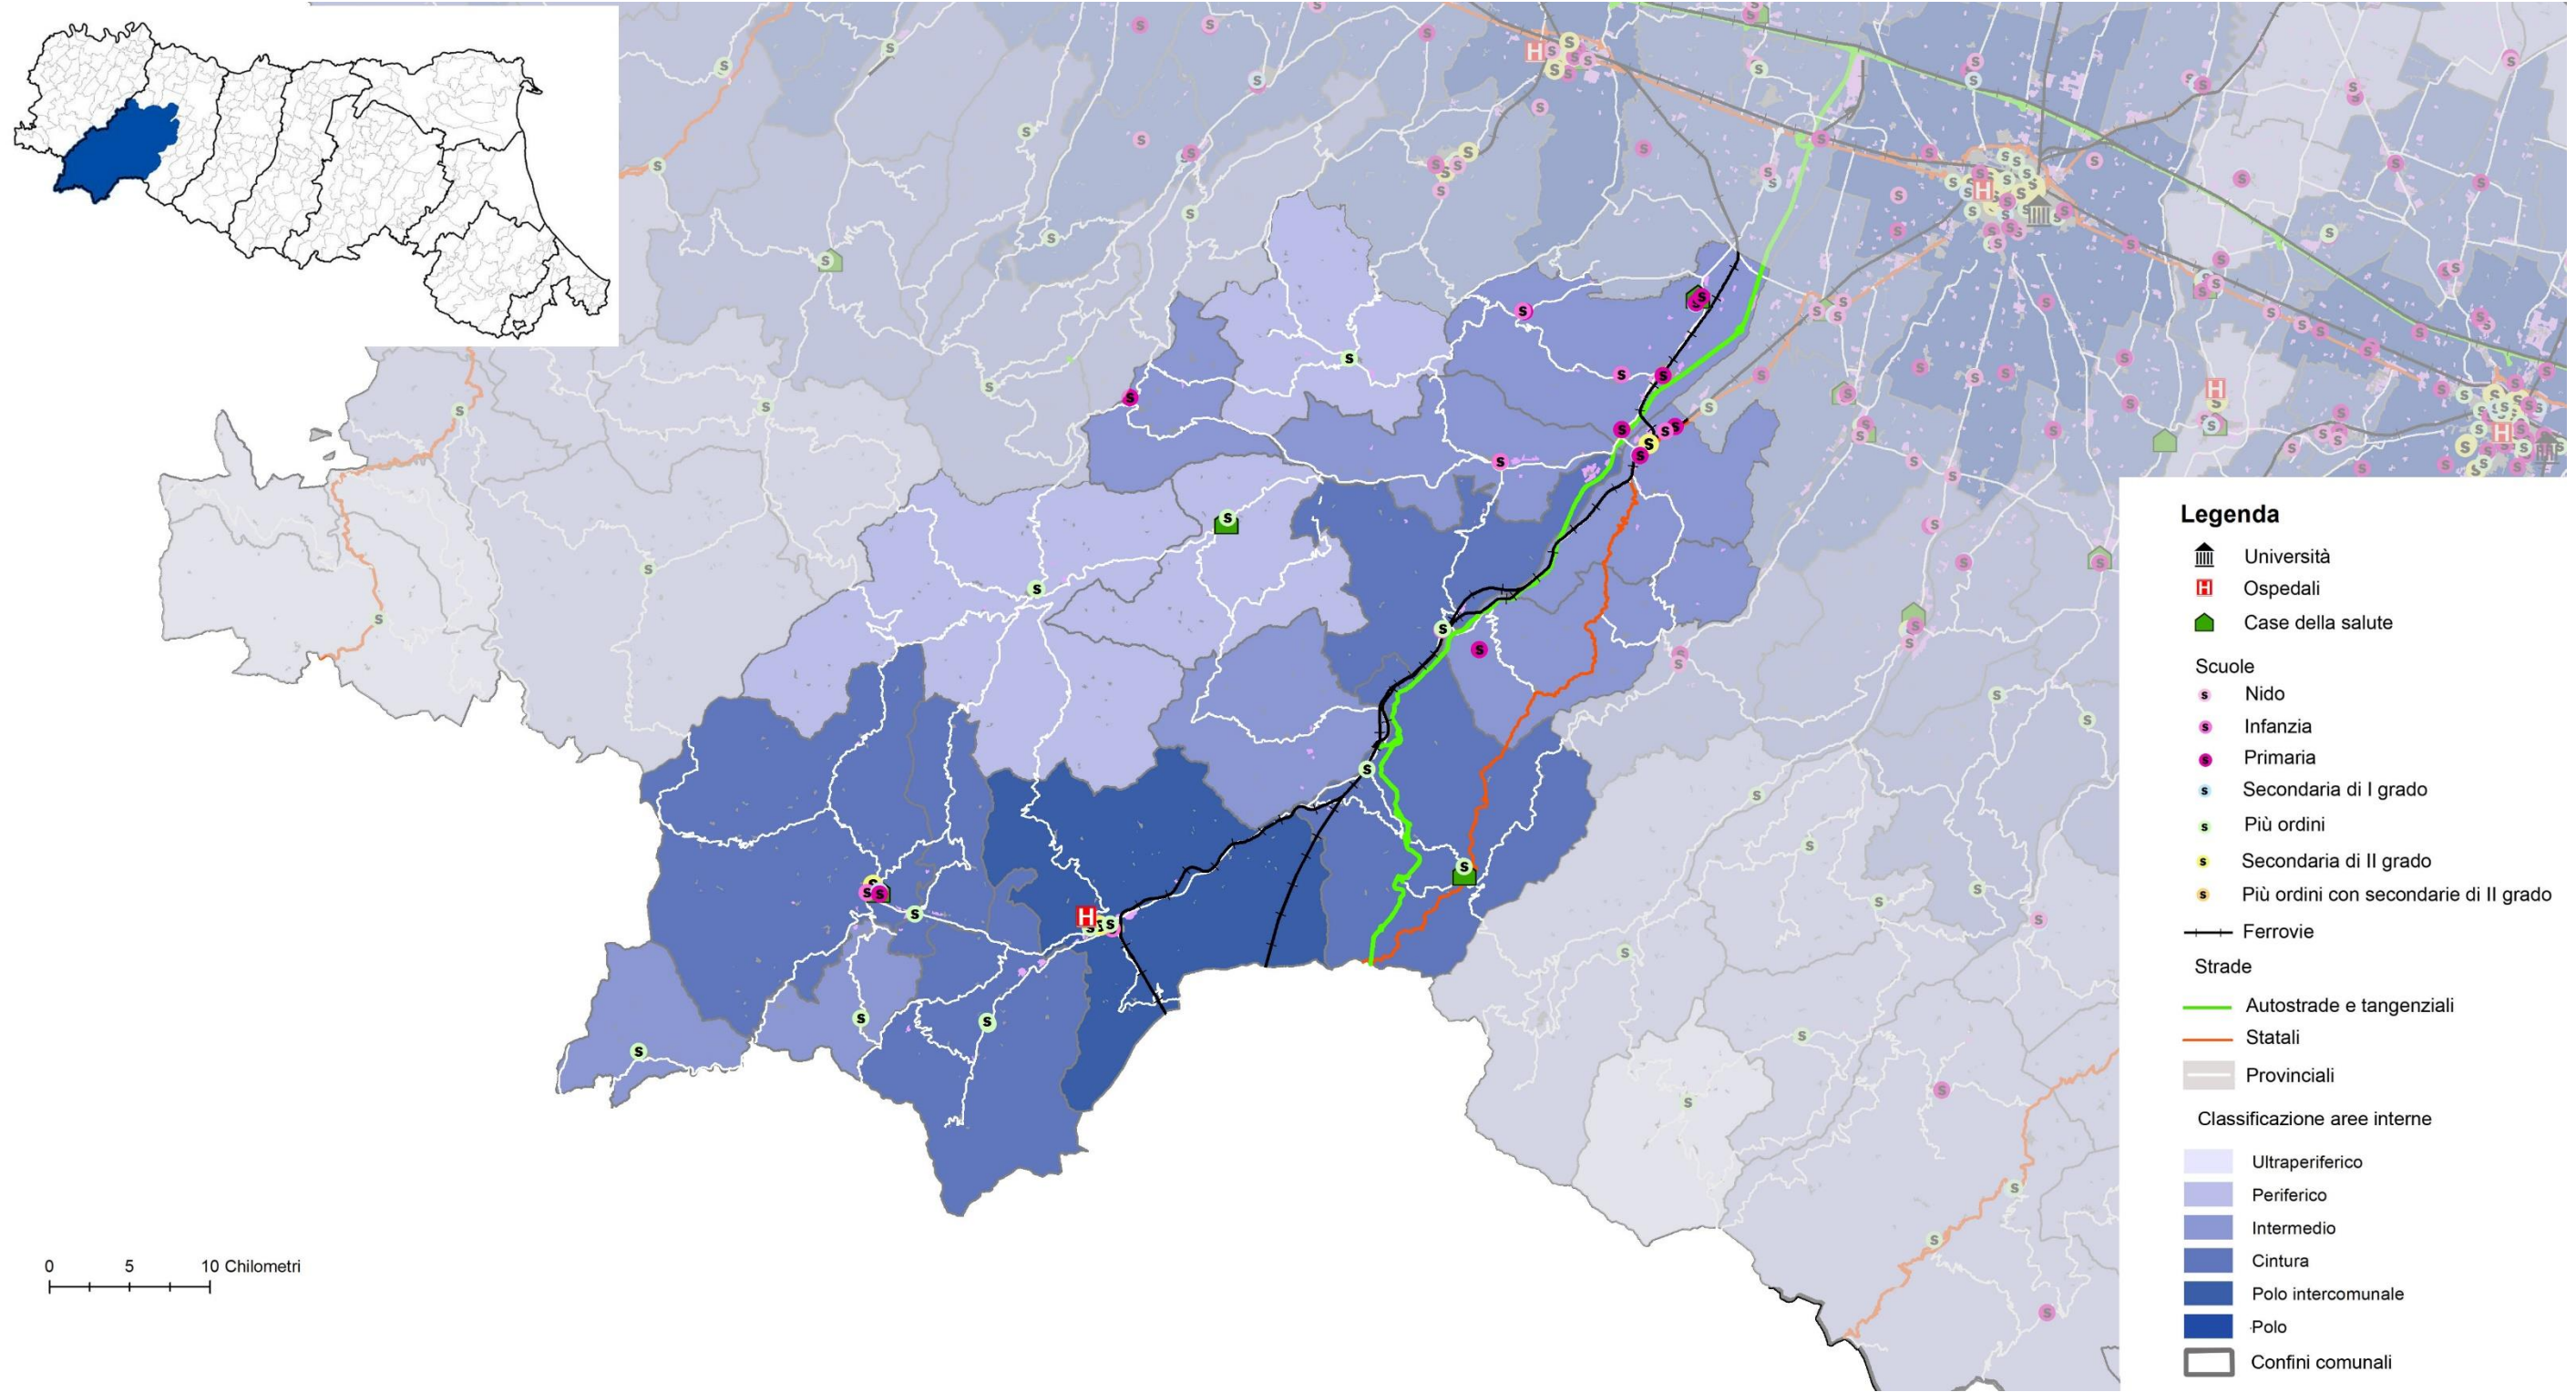 Legenda
Università
H Ospedali
Case della salute
Scuole
S Nido
S Infanzia
S Primaria
S Secondaria di I grado
S Più ordini
S Secondaria di II grado
S Più ordini con secondarie di II grado
Ferrovie
Strade
Autostrade e tangenziali
Statali
Provinciali
Classificazione aree interne
Ultraperiferico
Periferico
Intermedio
Cintura
Polo intercomunale
Polo
Confini comunali
0 5 10 Chilometri